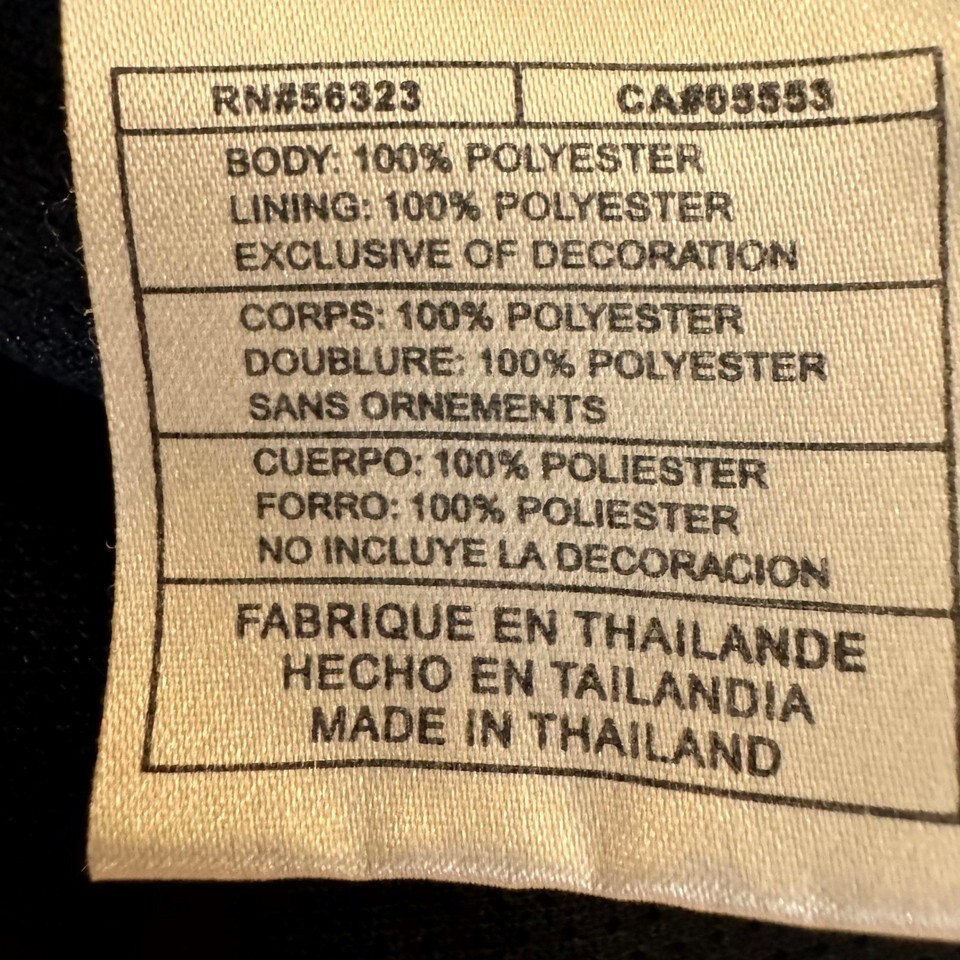 RN#56323 CA#05553
BODY: 100% POLYESTER
LINING: 100% POLYESTER
EXCLUSIVE OF DECORATION
CORPS: 100% POLYESTER
DOUBLURE: 100% POLYESTER
SANS ORNEMENTS
CUERPO: 100% POLIESTER
FORRO: 100% POLIESTER
NO INCLUYE LA DECORACION
FABRIQUE EN THAILANDE
HECHO EN TAILANDIA
MADE IN THAILAND